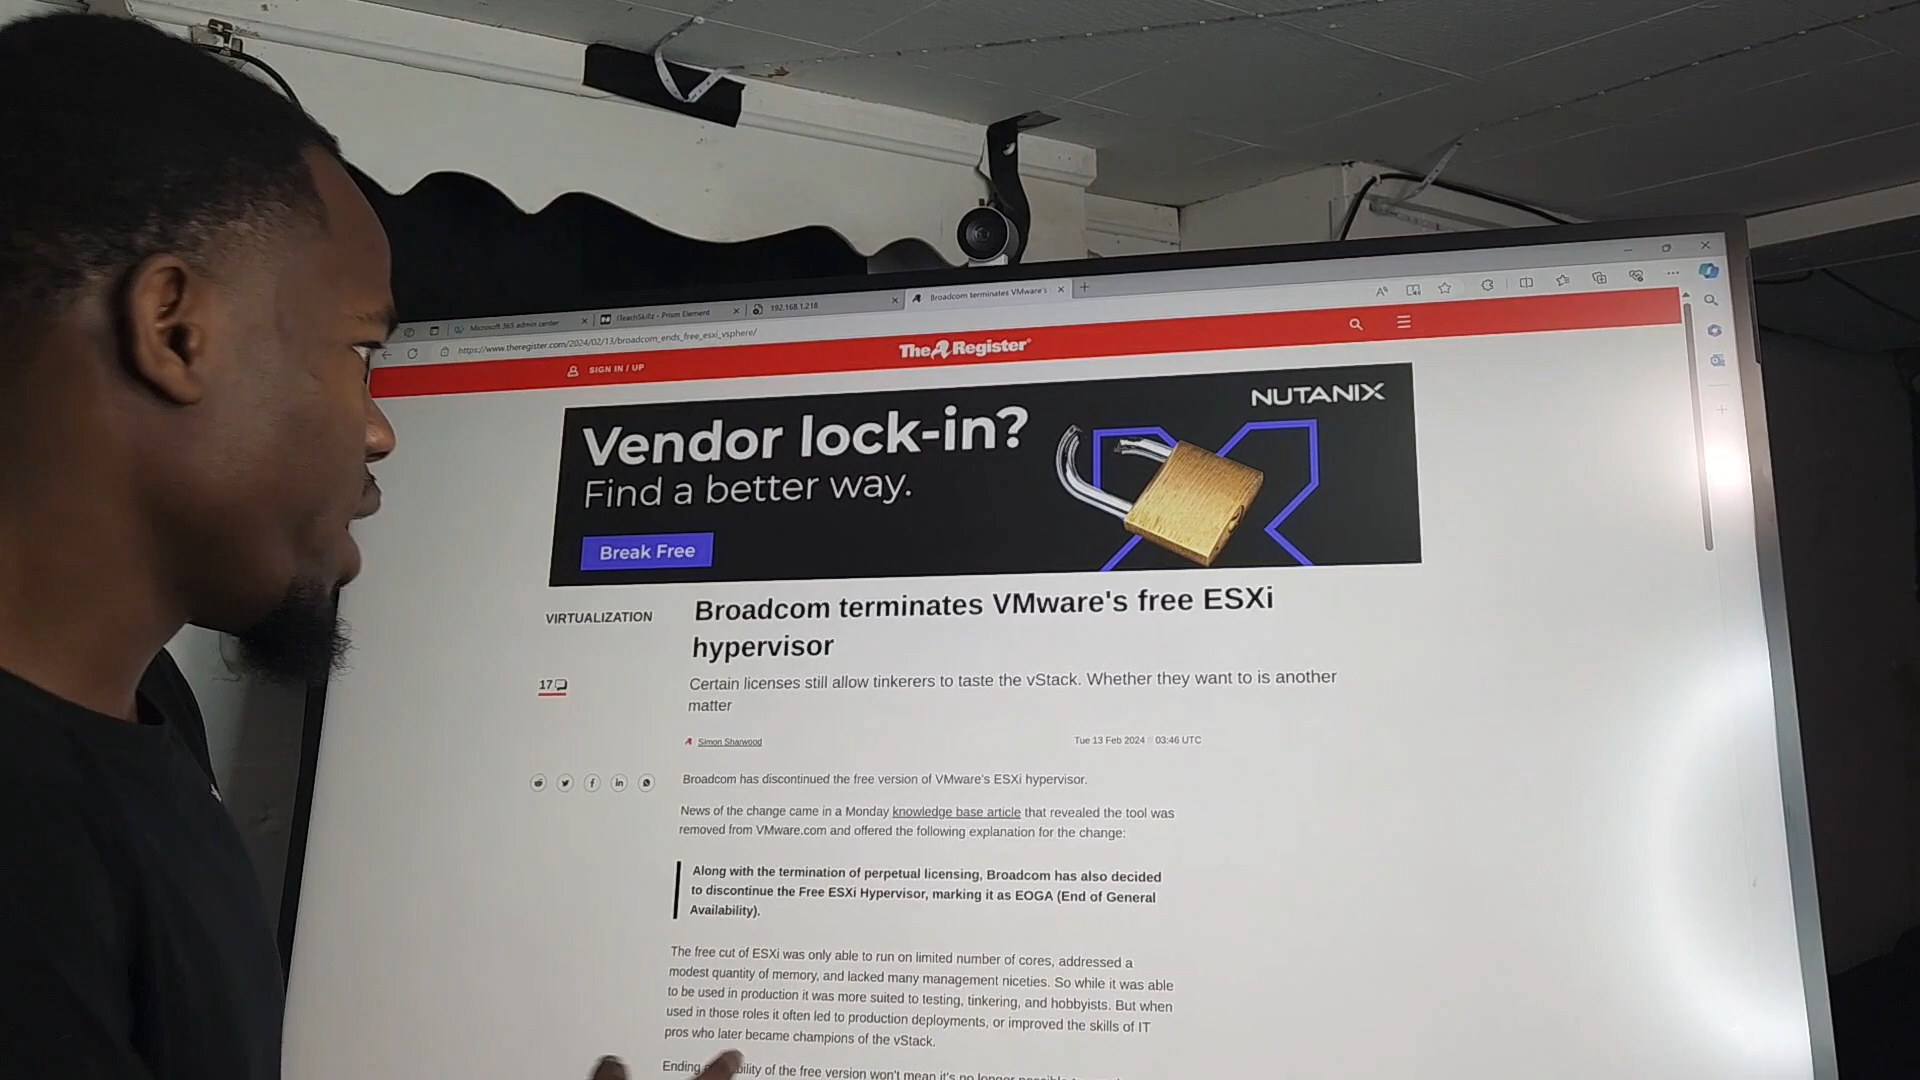 Microsoft 365 admin center
ITeachSkillz - Prism Element
192.168.1.218
Broadcom terminates VMware's
https://www.theregister.com/2024/02/13/broadcom_ends_free_esxi_vsphere/
SIGN IN / UP
The Register
NUTANIX
Vendor lock-in?
Find a better way.
Break Free
VIRTUALIZATION
Broadcom terminates VMware's free ESXi
hypervisor
17
Certain licenses still allow tinkerers to taste the vStack. Whether they want to is another
matter
Simon Sharwood
Tue 13 Feb 2024 03:46 UTC
Broadcom has discontinued the free version of VMware's ESXi hypervisor.
News of the change came in a Monday knowledge base article that revealed the tool was
removed from VMware.com and offered the following explanation for the change:
Along with the termination of perpetual licensing, Broadcom has also decided
to discontinue the Free ESXi Hypervisor, marking it as EOGA (End of General
Availability).
The free cut of ESXi was only able to run on limited number of cores, addressed a
modest quantity of memory, and lacked many management niceties. So while it was able
to be used in production it was more suited to testing, tinkering, and hobbyists. But when
used in those roles it often led to production deployments, or improved the skills of IT
pros who later became champions of the vStack.
Ending of the free version won't mean it's no longer